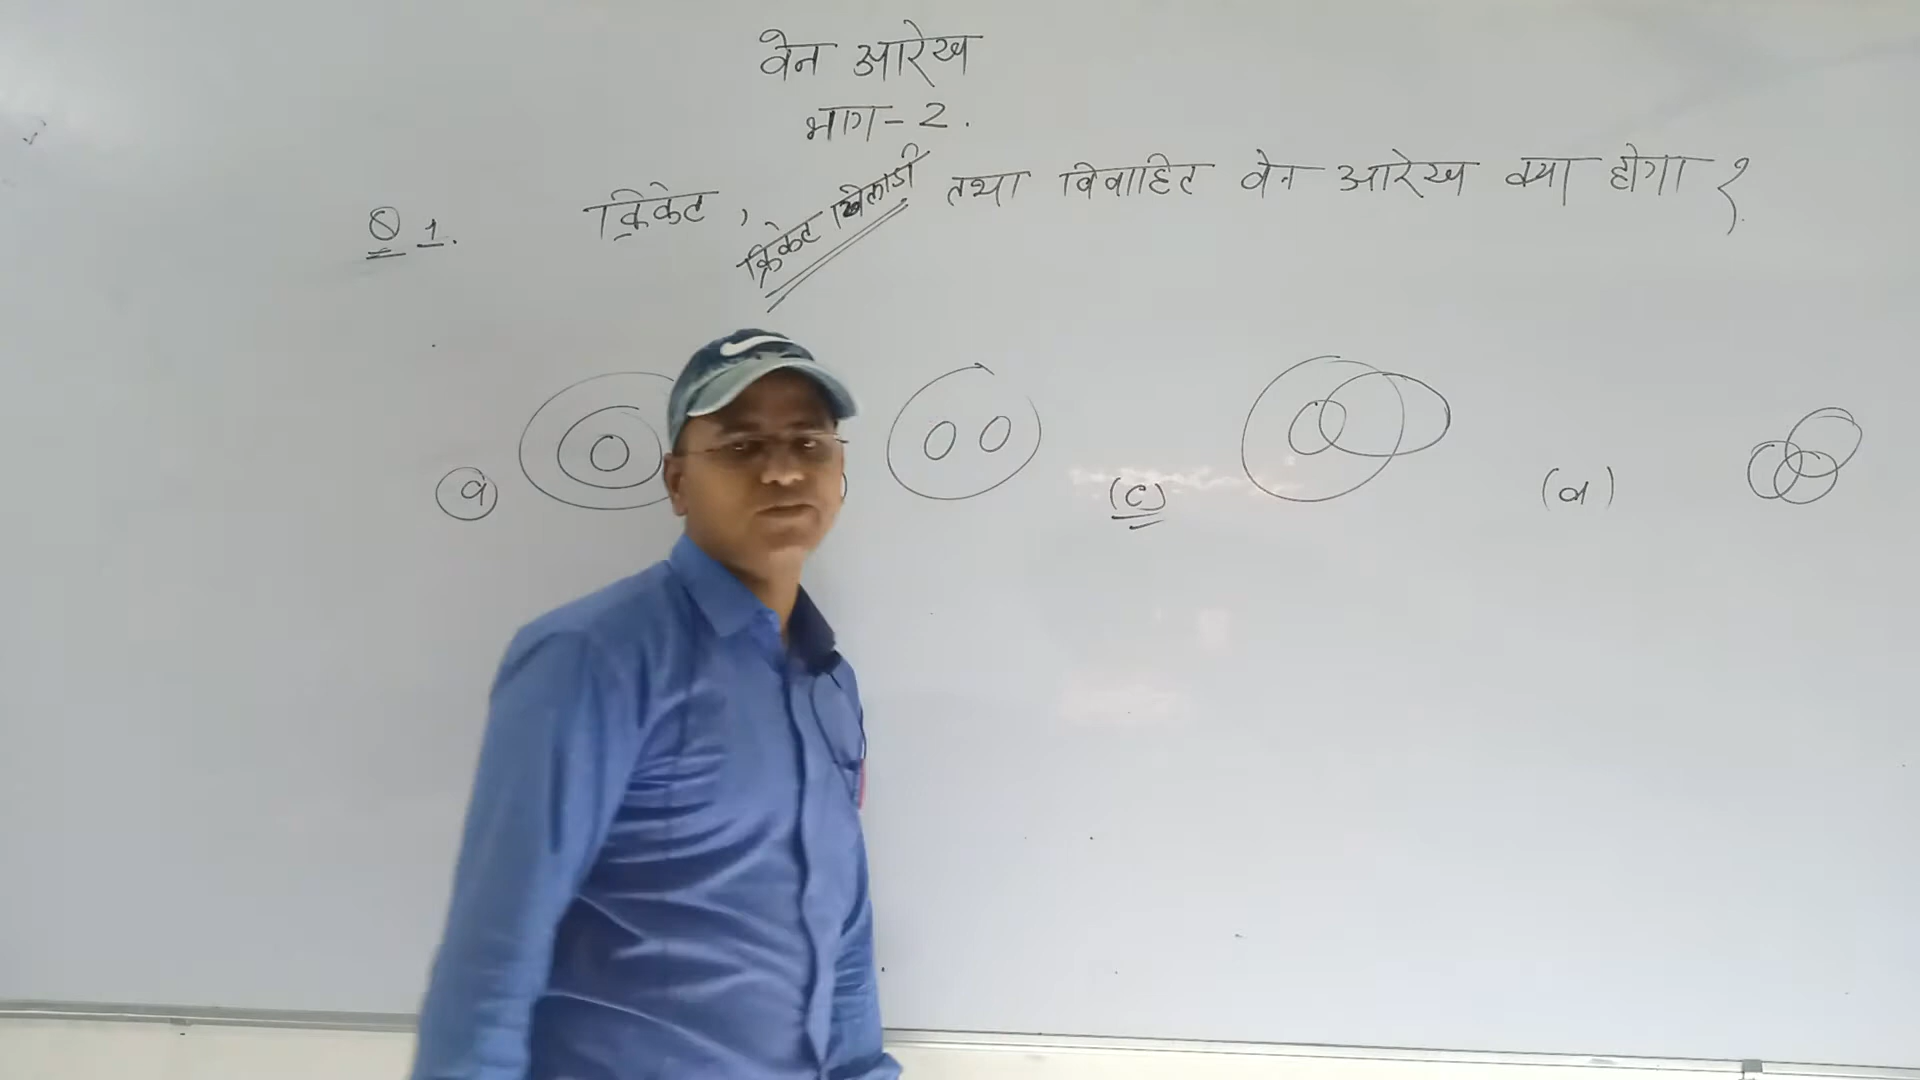 वेन आरेख
भाग-2.
Q 1. क्रिकेट, क्रिकेट खिलाडी तथा विवाहित वेन आरेख क्या होगा ?
a (c) (d)